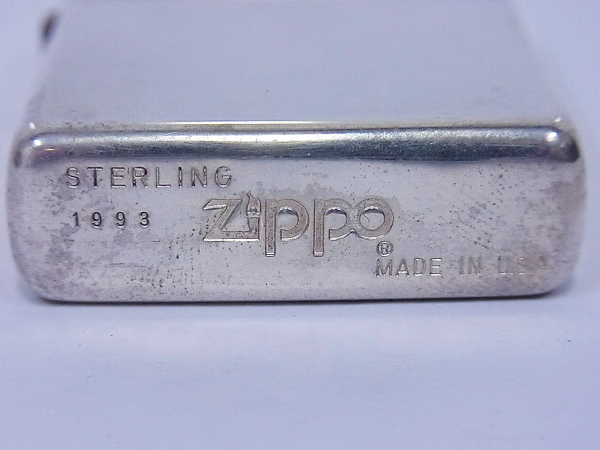 STERLING
1993
Zippo
®
MADE IN U.S.A.